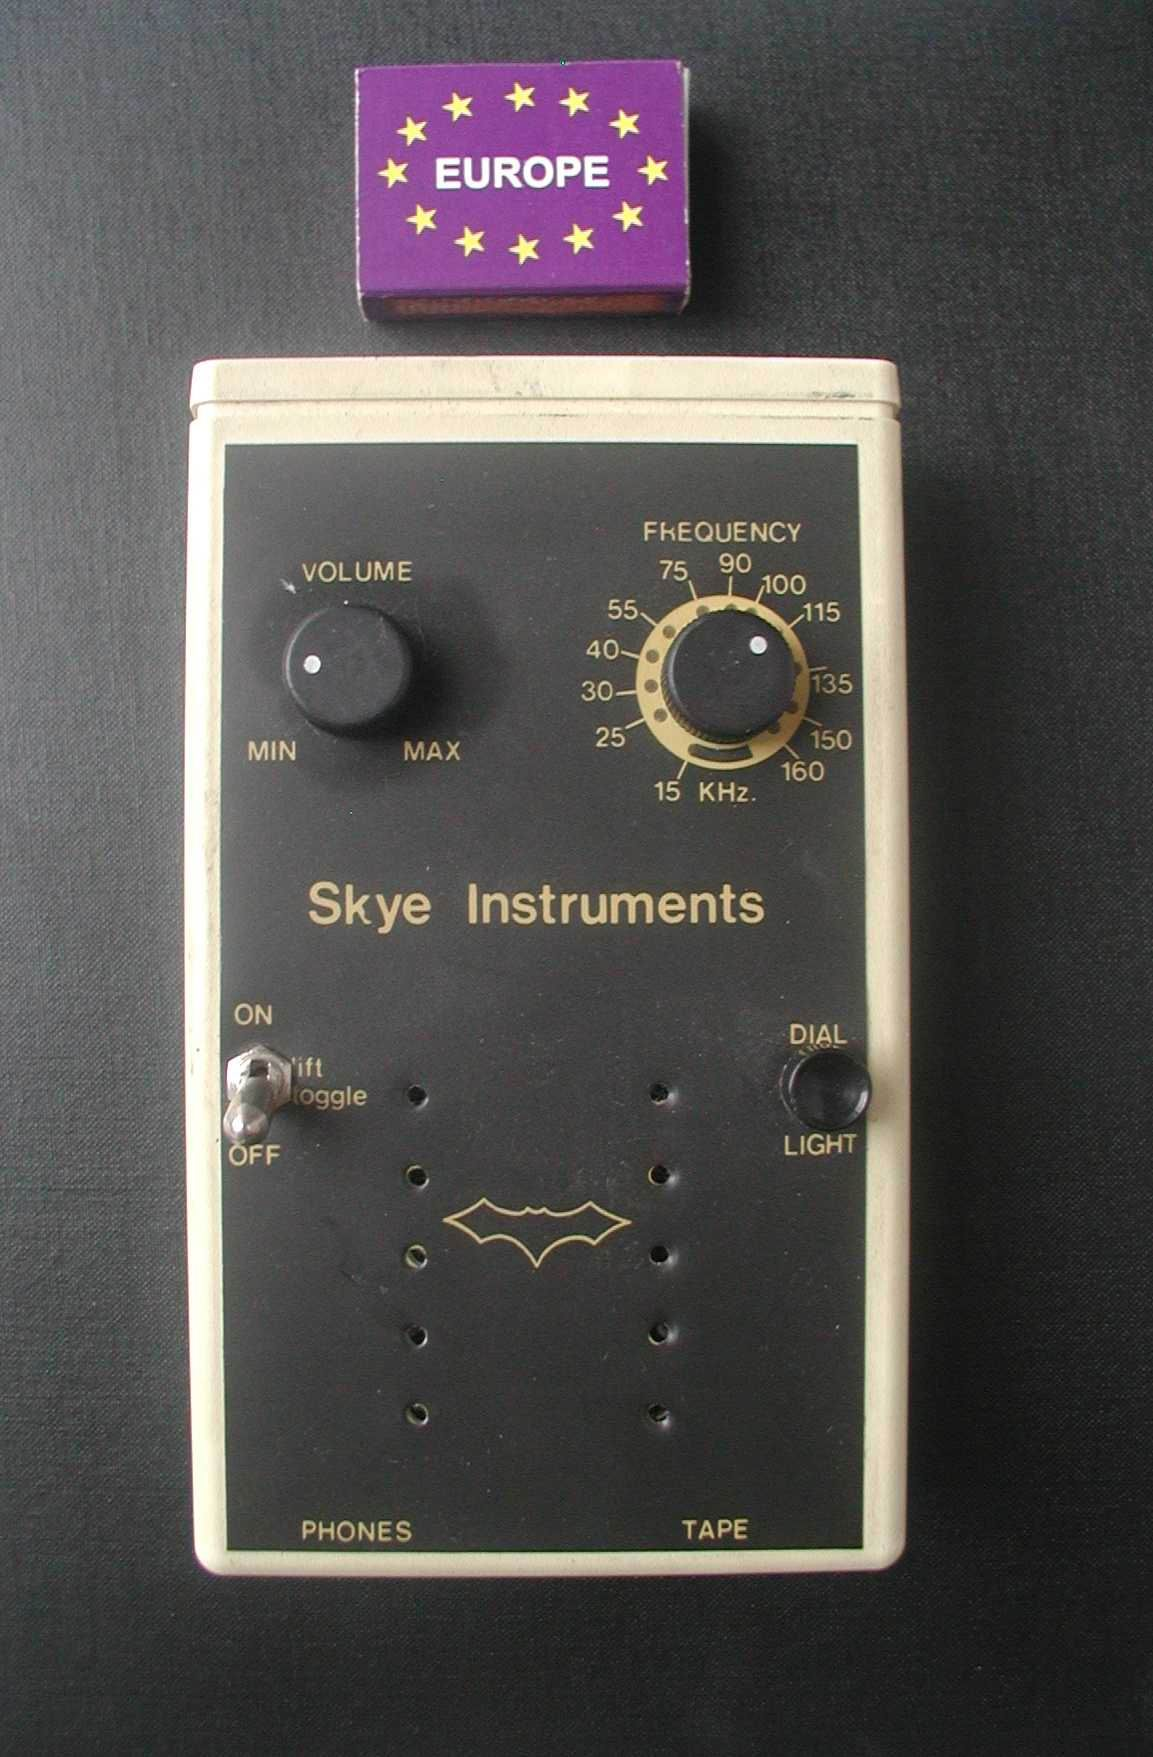 EUROPE
FREQUENCY
VOLUME
75
90
100
55
115
40
30
135
25
150
160
MIN
MAX
15 KHz.
Skye Instruments
ON
DIAL
lift
toggle
OFF
LIGHT
PHONES
TAPE